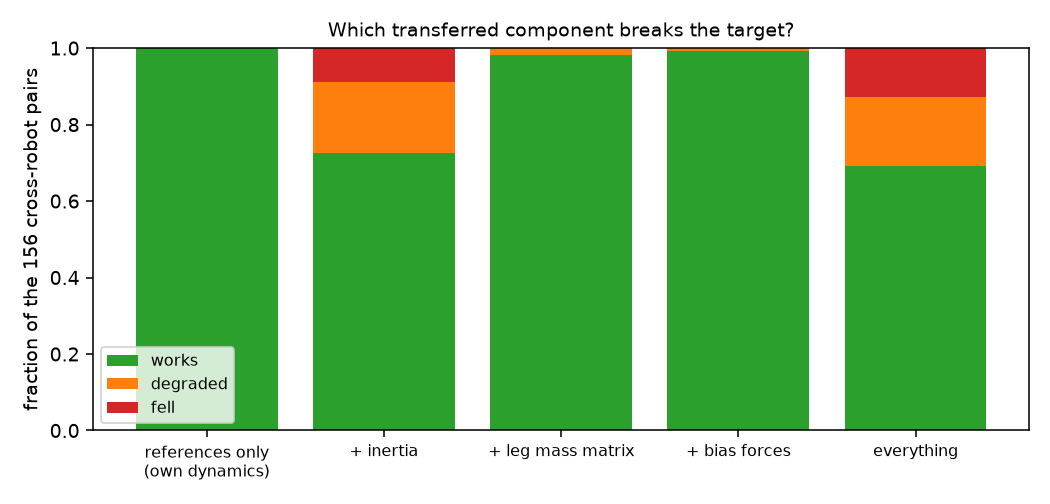 Which transferred component breaks the target?
fraction of the 156 cross-robot pairs
1.0
0.8
0.6
0.4
0.2
0.0
works
degraded
fell
references only
(own dynamics)
+ inertia
+ leg mass matrix
+ bias forces
everything